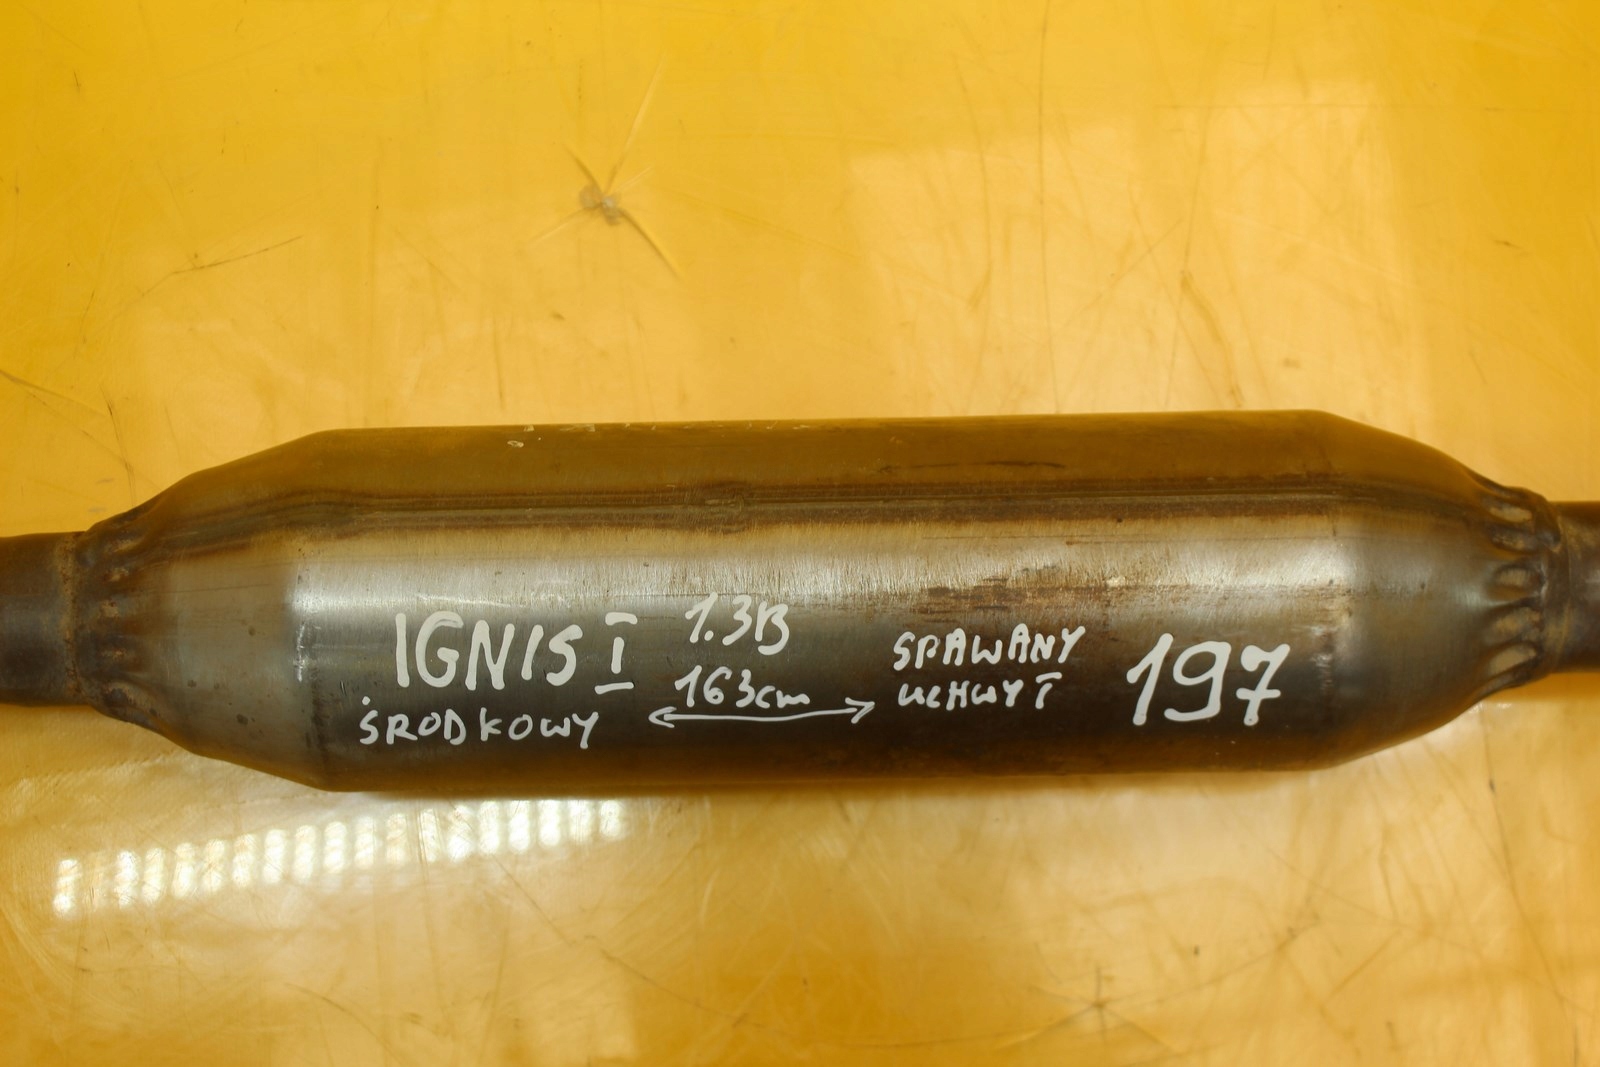 IGNIS I
ŚRODKOWY
1.3B
163cm
SPAWANY
UCHWYT
197